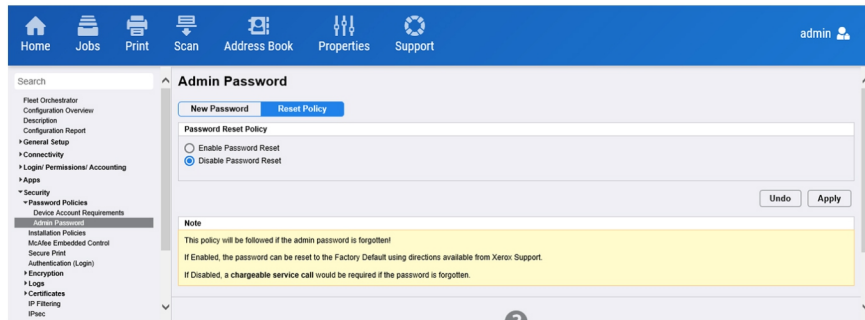 Home Jobs Print Scan Address Book Properties Support admin
Search
Fleet Orchestrator
Configuration Overview
Description
Configuration Report
General Setup
Connectivity
Login/ Permissions/ Accounting
Apps
Security
Password Policies
Device Account Requirements
Admin Password
Installation Policies
McAfee Embedded Control
Secure Print
Authentication (Login)
Encryption
Logs
Certificates
IP Filtering
IPsec
Admin Password
New Password Reset Policy
Password Reset Policy
Enable Password Reset
Disable Password Reset
Undo Apply
Note
This policy will be followed if the admin password is forgotten!
If Enabled, the password can be reset to the Factory Default using directions available from Xerox Support.
If Disabled, a chargeable service call would be required if the password is forgotten.